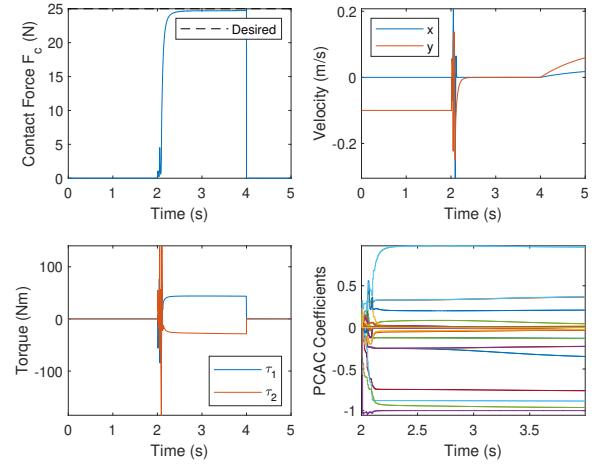 25
20
15
10
5
0
Contact Force F_c (N)
Desired
0 1 2 3 4 5
Time (s)
0.2
0
-0.2
Velocity (m/s)
x
y
0 1 2 3 4 5
Time (s)
100
0
-100
Torque (Nm)
τ_1
τ_2
0 1 2 3 4 5
Time (s)
0.5
0
-0.5
-1
PCAC Coefficients
2 2.5 3 3.5
Time (s)